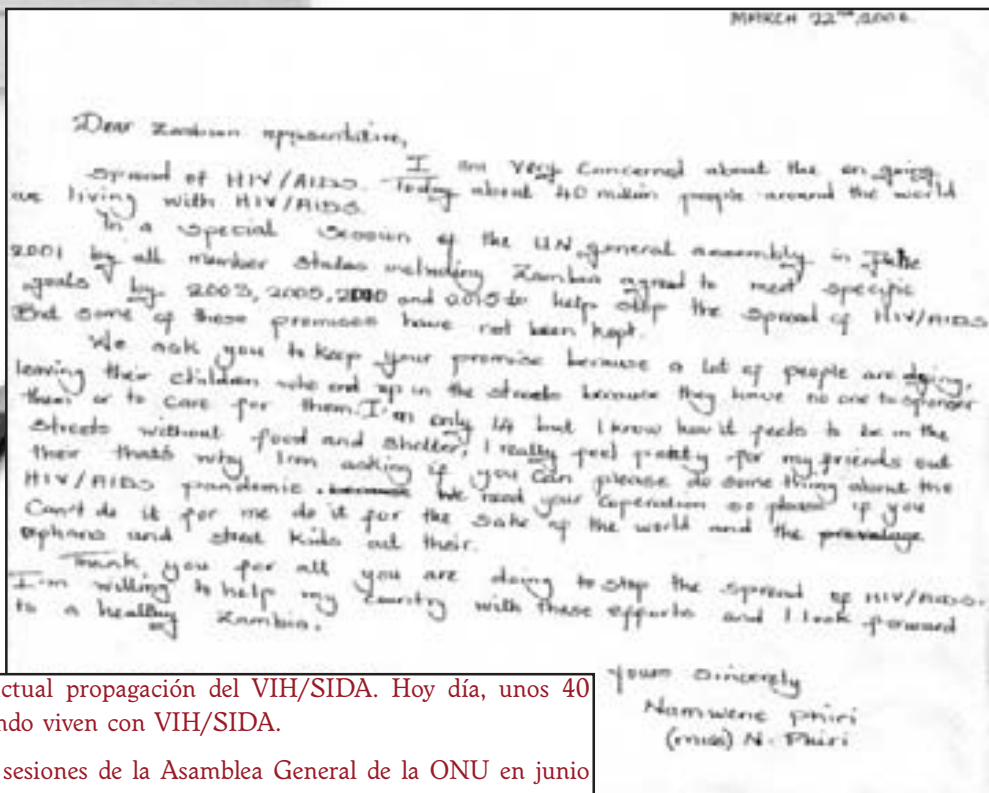 MARCH 22nd, 2006.
Dear Zambian representative,
I am very concerned about the on going
spread of HIV/AIDS. Today about 40 million people around the world
are living with HIV/AIDS.
In a special session of the UN general assembly in
2001 by all member states including Zambia agreed to meet specific
goals by 2003, 2005, 2010 and 2015 to help stop the spread of HIV/AIDS
But some of these promises have not been kept.
We ask you to keep your promise because a lot of people are dying,
leaving their children who end up in the streets because they have no one to sponser
them or to care for them. I'm only 14 but I know how it feels to be in the
streets without food and shelter, I really feel for my friends out
their thats why I'm asking if you can please do some thing about the
HIV/AIDS pandemic. We need your coperation so please if you
Can't do it for me do it for the sake of the world and the
orphans and street kids out their.
Thank you for all you are doing to stop the spread of HIV/AIDS.
I'm willing to help my country with these efforts and I look forward
to a healthy Zambia.
yours sincerely
Namwene Phiri
(miss) N. Phiri
ctual propagación del VIH/SIDA. Hoy día, unos 40
ndo viven con VIH/SIDA.
sesiones de la Asamblea General de la ONU en junio